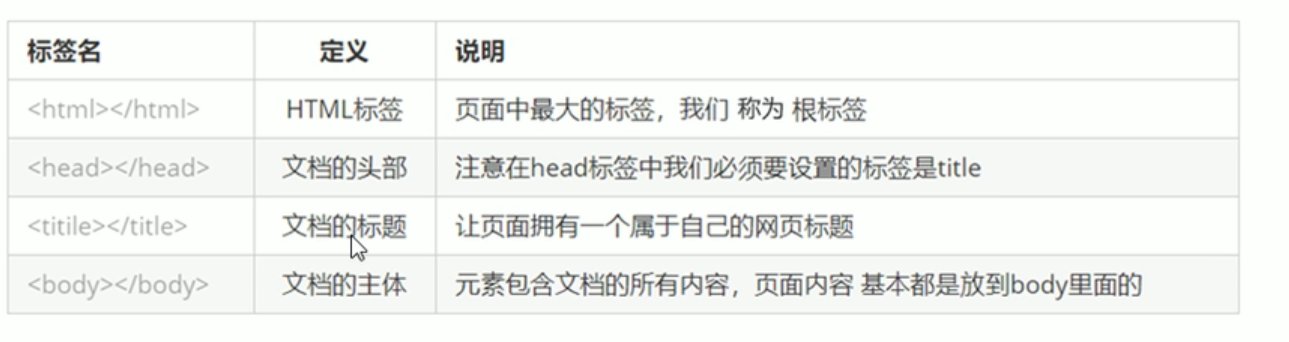 标签名 定义 说明
<html></html> HTML标签 页面中最大的标签，我们 称为 根标签
<head></head> 文档的头部 注意在head标签中我们必须要设置的标签是title
<titile></title> 文档的标题 让页面拥有一个属于自己的网页标题
<body></body> 文档的主体 元素包含文档的所有内容，页面内容 基本都是放到body里面的